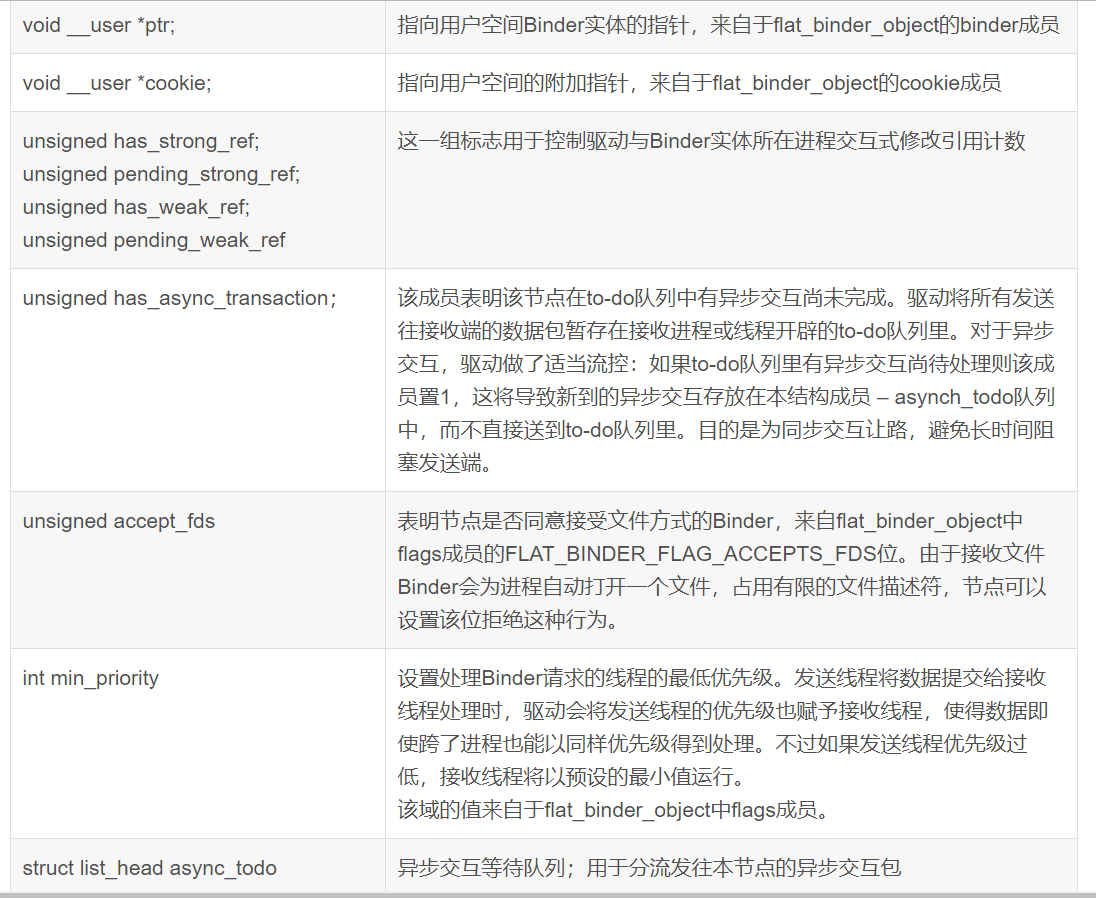 void __user *ptr;
指向用户空间Binder实体的指针，来自于flat_binder_object的binder成员
void __user *cookie;
指向用户空间的附加指针，来自于flat_binder_object的cookie成员
unsigned has_strong_ref;
unsigned pending_strong_ref;
unsigned has_weak_ref;
unsigned pending_weak_ref
这一组标志用于控制驱动与Binder实体所在进程交互式修改引用计数
unsigned has_async_transaction；
该成员表明该节点在to-do队列中有异步交互尚未完成。驱动将所有发送
往接收端的数据包暂存在接收进程或线程开辟的to-do队列里。对于异步
交互，驱动做了适当流控：如果to-do队列里有异步交互尚待处理则该成
员置1，这将导致新到的异步交互存放在本结构成员 – asynch_todo队列
中，而不直接送到to-do队列里。目的是为同步交互让路，避免长时间阻
塞发送端。
unsigned accept_fds
表明节点是否同意接受文件方式的Binder，来自flat_binder_object中
flags成员的FLAT_BINDER_FLAG_ACCEPTS_FDS位。由于接收文件
Binder会为进程自动打开一个文件，占用有限的文件描述符，节点可以
设置该位拒绝这种行为。
int min_priority
设置处理Binder请求的线程的最低优先级。发送线程将数据提交给接收
线程处理时，驱动会将发送线程的优先级也赋予接收线程，使得数据即
使跨了进程也能以同样优先级得到处理。不过如果发送线程优先级过
低，接收线程将以预设的最小值运行。
该域的值来自于flat_binder_object中flags成员。
struct list_head async_todo
异步交互等待队列；用于分流发往本节点的异步交互包